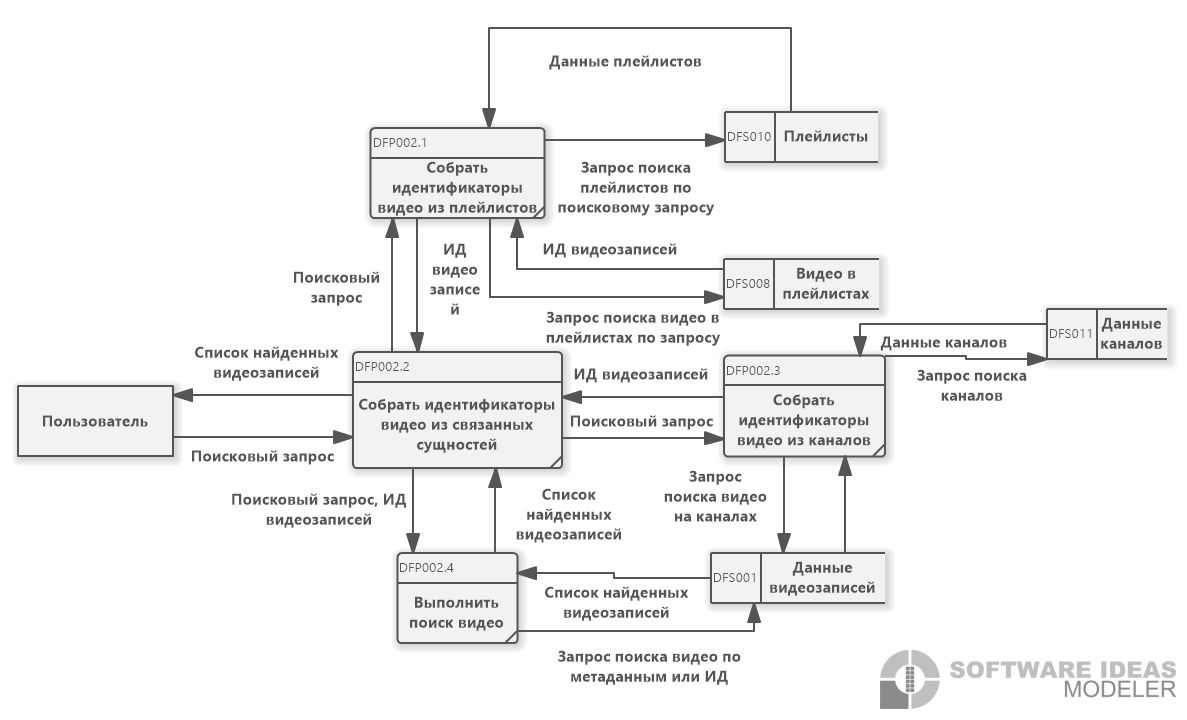 Данные плейлистов
DFP002.1
Собрать
идентификаторы
видео из плейлистов
DFS010
Плейлисты
Запрос поиска
плейлистов по
поисковому запросу
ИД видеозаписей
DFS008
Видео в
плейлистах
Запрос поиска видео в
плейлистах по запросу
Поисковый
запрос
ИД
видео
записе
й
DFS011
Данные
каналов
Данные каналов
Запрос поиска
каналов
Список найденных
видеозаписей
Пользователь
Поисковый запрос
DFP002.2
Собрать идентификаторы
видео из связанных
сущностей
ИД видеозаписей
Поисковый запрос
DFP002.3
Собрать
идентификаторы
видео из каналов
Поисковый запрос, ИД
видеозаписей
Список
найденных
видеозаписей
Запрос
поиска видео
на каналах
DFP002.4
Выполнить
поиск видео
DFS001
Данные
видеозаписей
Список найденных
видеозаписей
Запрос поиска видео по
метаданным или ИД
SOFTWARE IDEAS
MODELER